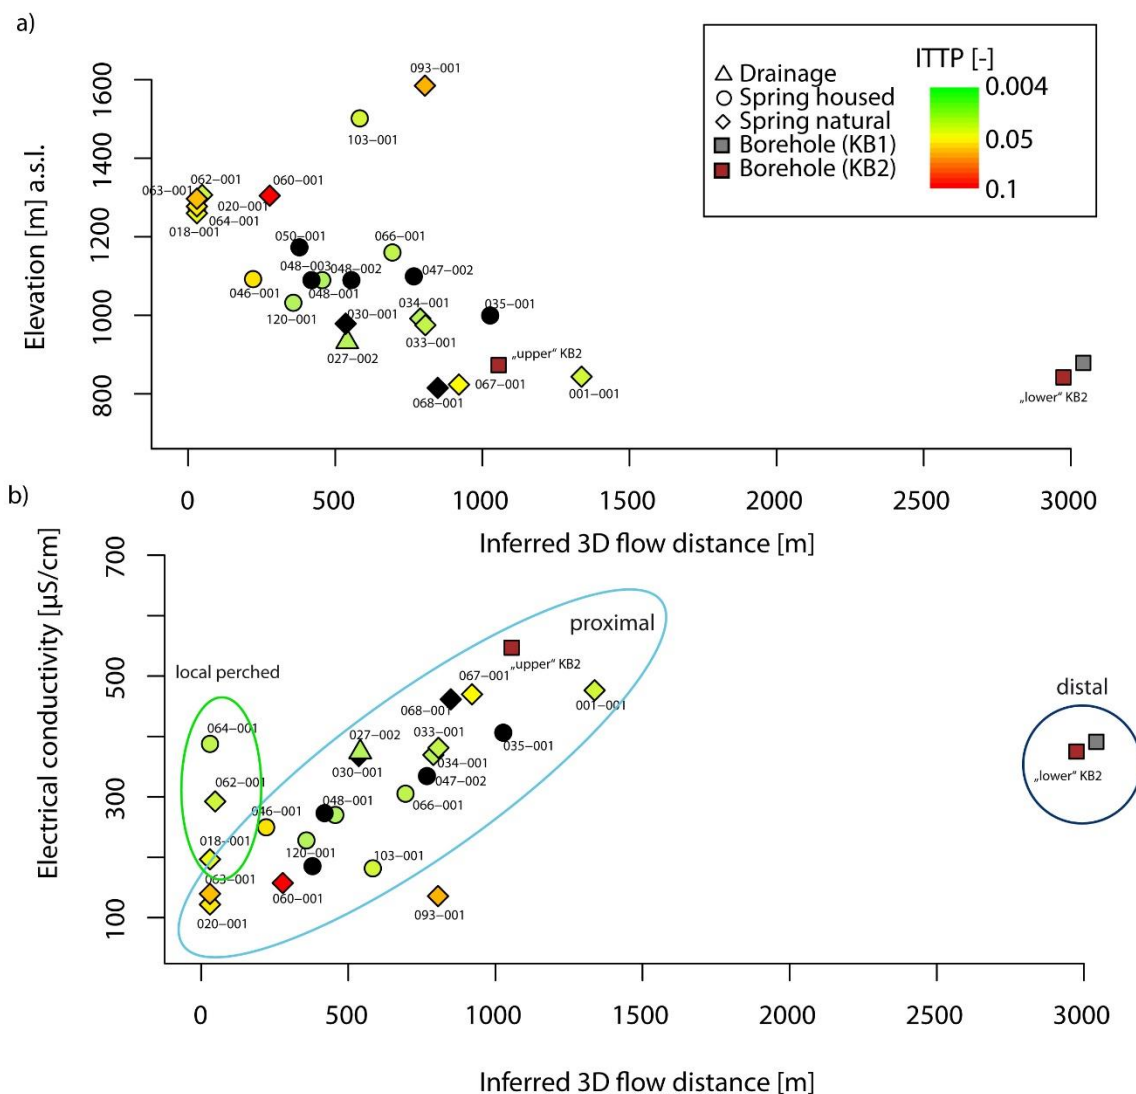 a)
Elevation [m] a.s.l.
1600
1400
1200
1000
800
093−001
103−001
062−001
063−001
060−001
020−001
064−001
018−001
050−001
066−001
048−003
048−002
047−002
046−001
048−001
120−001
030−001
034−001
035−001
033−001
027−002
„upper“ KB2
067−001
001−001
068−001
„lower“ KB2
Drainage
Spring housed
Spring natural
Borehole (KB1)
Borehole (KB2)
ITTP [-]
0.004
0.05
0.1
0 500 1000 1500 2000 2500 3000
Inferred 3D flow distance [m]
b)
Electrical conductivity [µS/cm]
700
500
300
100
local perched
proximal
distal
064−001
062−001
018−001
063−001
020−001
046−001
120−001
060−001
048−001
103−001
093−001
027−002
030−001
066−001
047−002
034−001
033−001
068−001
067−001
„upper“ KB2
035−001
001−001
„lower“ KB2
0 500 1000 1500 2000 2500 3000
Inferred 3D flow distance [m]